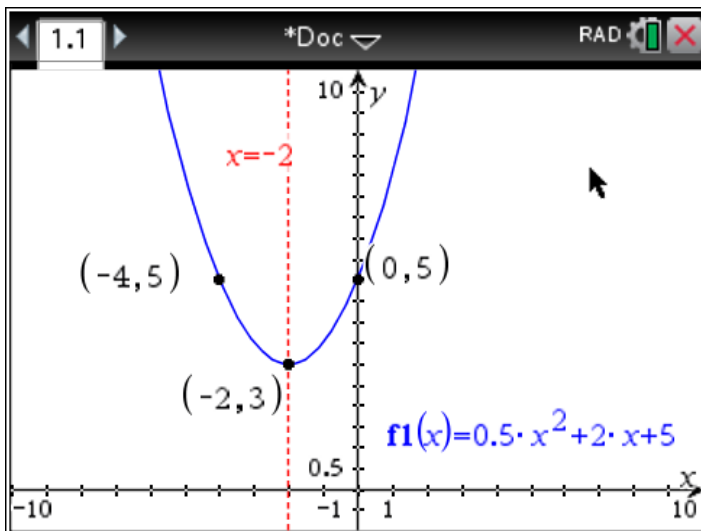 1.1 *Doc RAD
10 y
x=-2
(-4,5) (0,5)
(-2,3)
f1(x)=0.5·x²+2·x+5
0.5 x
-10 -1 1 10